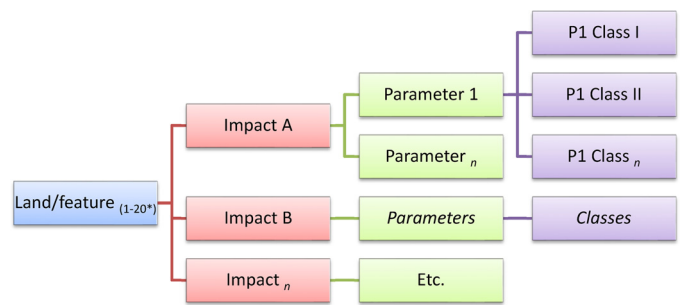 P1 Class I
Parameter 1
P1 Class II
Impact A
Parameter n
P1 Class n
Land/feature (1-20*)
Impact B
Parameters
Classes
Impact n
Etc.